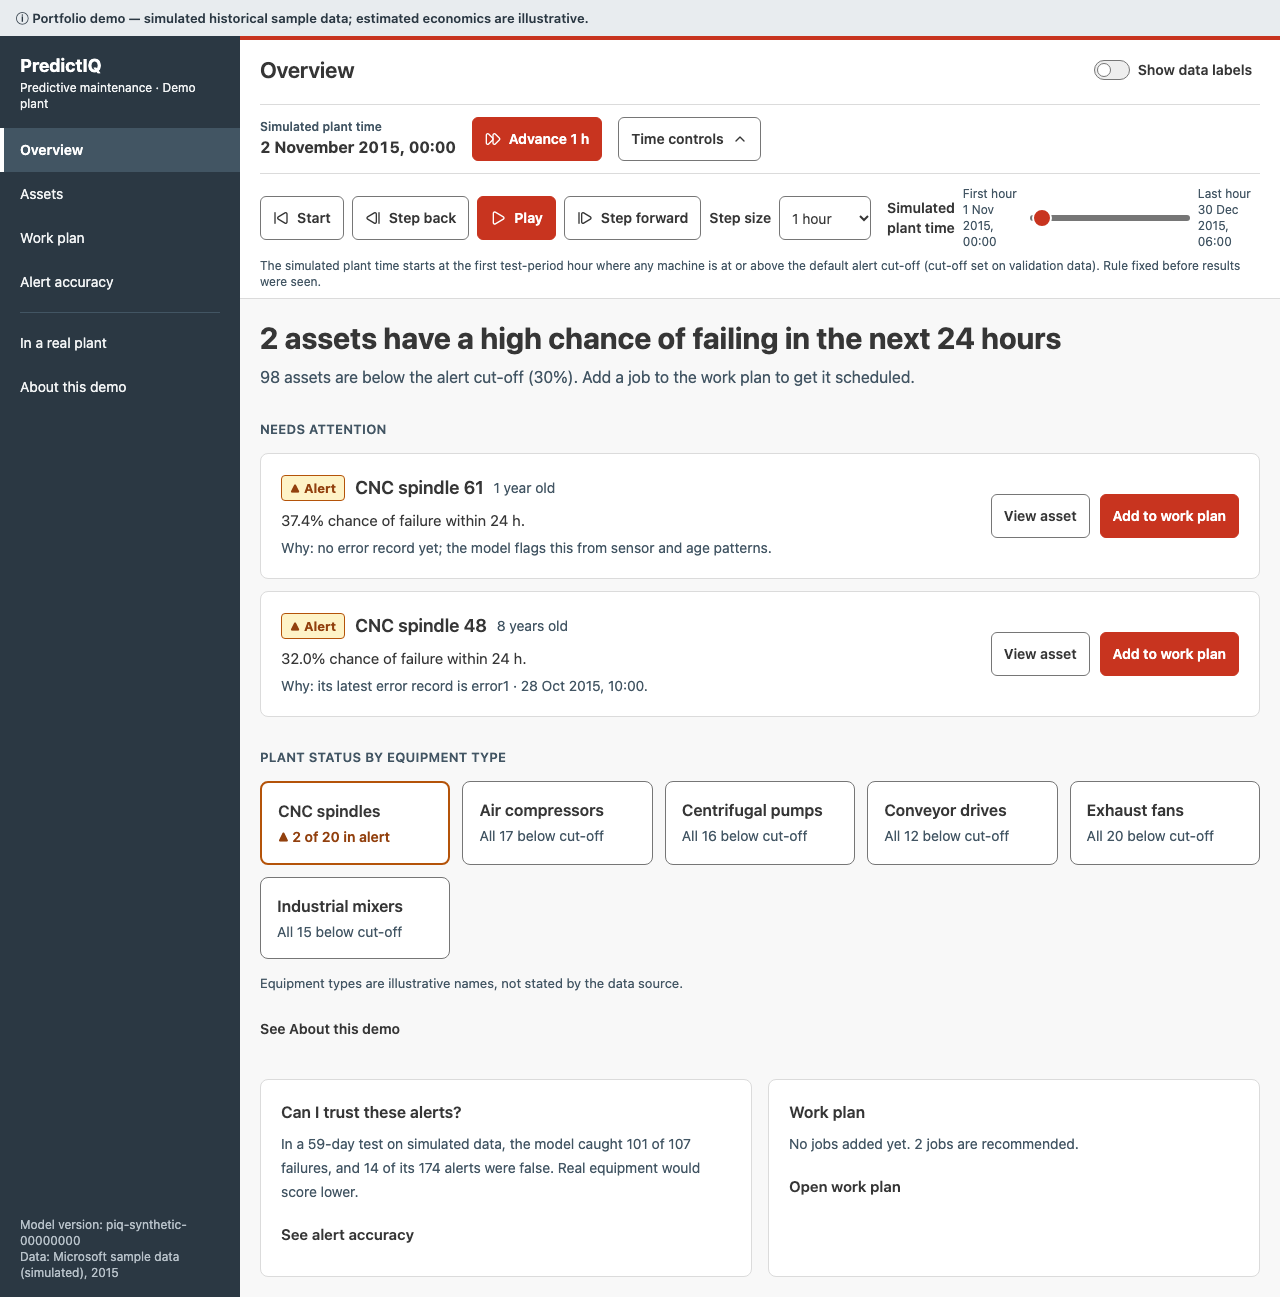 ⓘ Portfolio demo — simulated historical sample data; estimated economics are illustrative.
PredictIQ
Predictive maintenance · Demo
plant
Overview
Assets
Work plan
Alert accuracy
In a real plant
About this demo
Model version: piq-synthetic-
00000000
Data: Microsoft sample data
(simulated), 2015
Overview
Show data labels
Simulated plant time
2 November 2015, 00:00
Advance 1 h
Time controls
Start
Step back
Play
Step forward
Step size
1 hour
Simulated
plant time
First hour
1 Nov
2015,
00:00
Last hour
30 Dec
2015,
06:00
The simulated plant time starts at the first test-period hour where any machine is at or above the default alert cut-off (cut-off set on validation data). Rule fixed before results
were seen.
2 assets have a high chance of failing in the next 24 hours
98 assets are below the alert cut-off (30%). Add a job to the work plan to get it scheduled.
NEEDS ATTENTION
Alert CNC spindle 61 1 year old
37.4% chance of failure within 24 h.
Why: no error record yet; the model flags this from sensor and age patterns.
View asset
Add to work plan
Alert CNC spindle 48 8 years old
32.0% chance of failure within 24 h.
Why: its latest error record is error1 · 28 Oct 2015, 10:00.
View asset
Add to work plan
PLANT STATUS BY EQUIPMENT TYPE
CNC spindles
2 of 20 in alert
Air compressors
All 17 below cut-off
Centrifugal pumps
All 16 below cut-off
Conveyor drives
All 12 below cut-off
Exhaust fans
All 20 below cut-off
Industrial mixers
All 15 below cut-off
Equipment types are illustrative names, not stated by the data source.
See About this demo
Can I trust these alerts?
In a 59-day test on simulated data, the model caught 101 of 107
failures, and 14 of its 174 alerts were false. Real equipment would
score lower.
See alert accuracy
Work plan
No jobs added yet. 2 jobs are recommended.
Open work plan